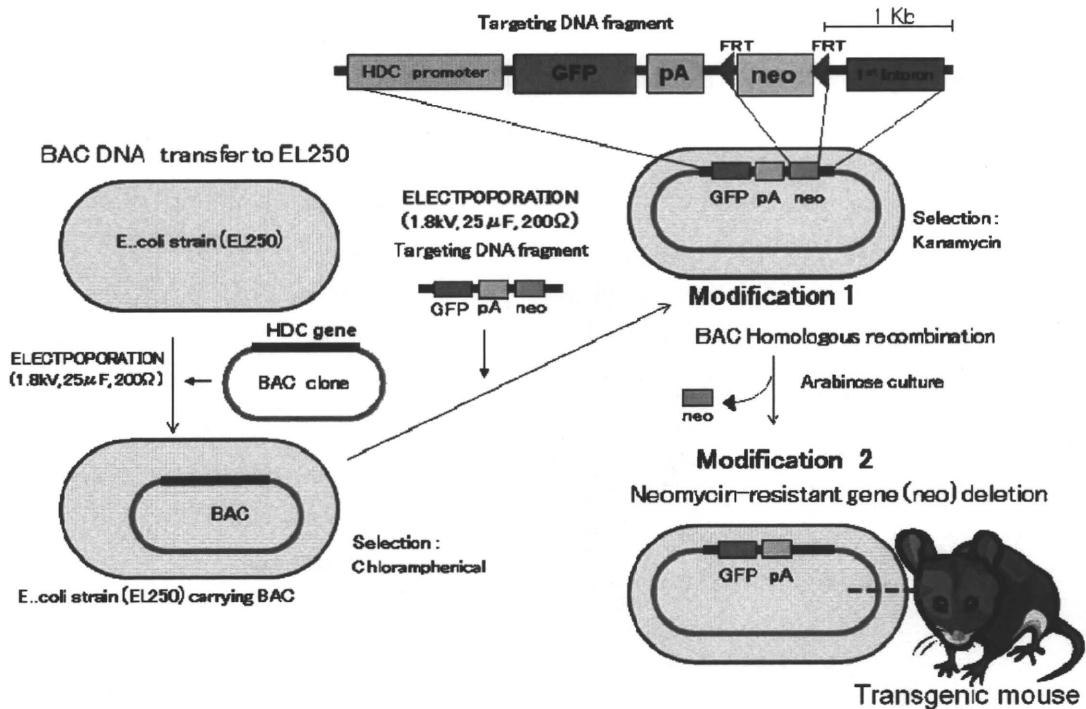 Targeting DNA fragment
1 Kb
FRT
FRT
HDC promoter
GFP
pA
neo
1st Intoron
BAC DNA transfer to EL250
E..coli strain (EL250)
ELECTPOPORATION
(1.8kV, 25μF, 200Ω)
Targeting DNA fragment
GFP pA neo
GFP pA neo
Selection :
Kanamycin
Modification 1
BAC Homologous recombination
HDC gene
ELECTPOPORATION
(1.8kV, 25μF, 200Ω)
BAC clone
Arabinose culture
neo
Modification 2
Neomycin-resistant gene (neo) deletion
BAC
Selection :
Chlorampherical
E..coli strain (EL250) carrying BAC
GFP pA
Transgenic mouse